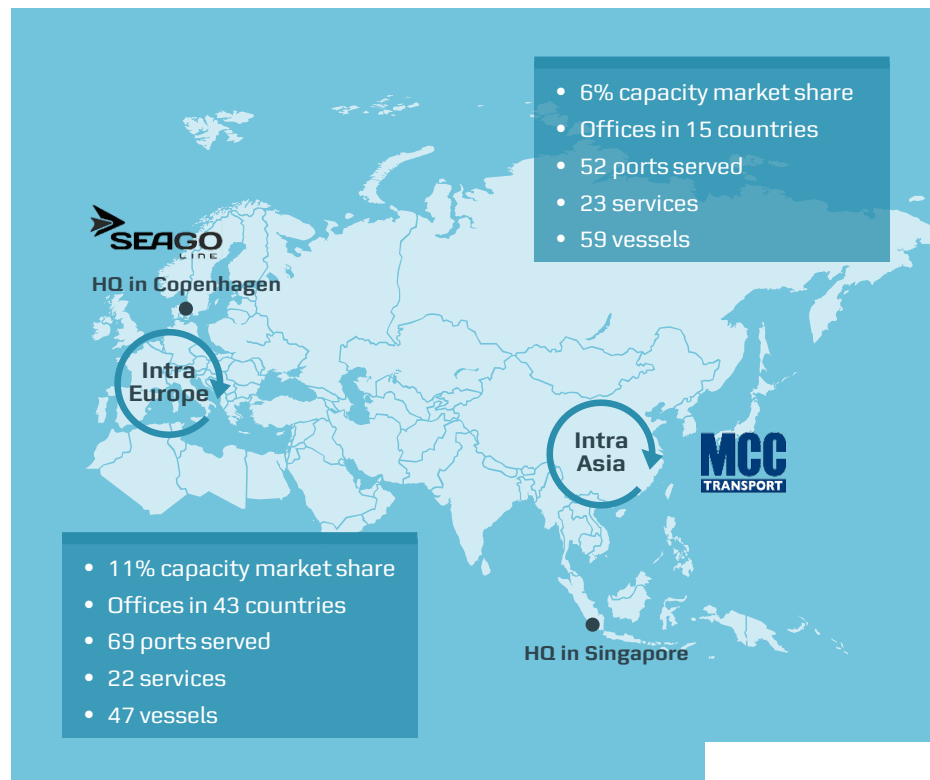 • 6% capacity market share
• Offices in 15 countries
• 52 ports served
• 23 services
• 59 vessels
SEAGO
LINE
HQ in Copenhagen
Intra
Europe
Intra
Asia
MCC
TRANSPORT
• 11% capacity market share
• Offices in 43 countries
• 69 ports served
• 22 services
• 47 vessels
HQ in Singapore